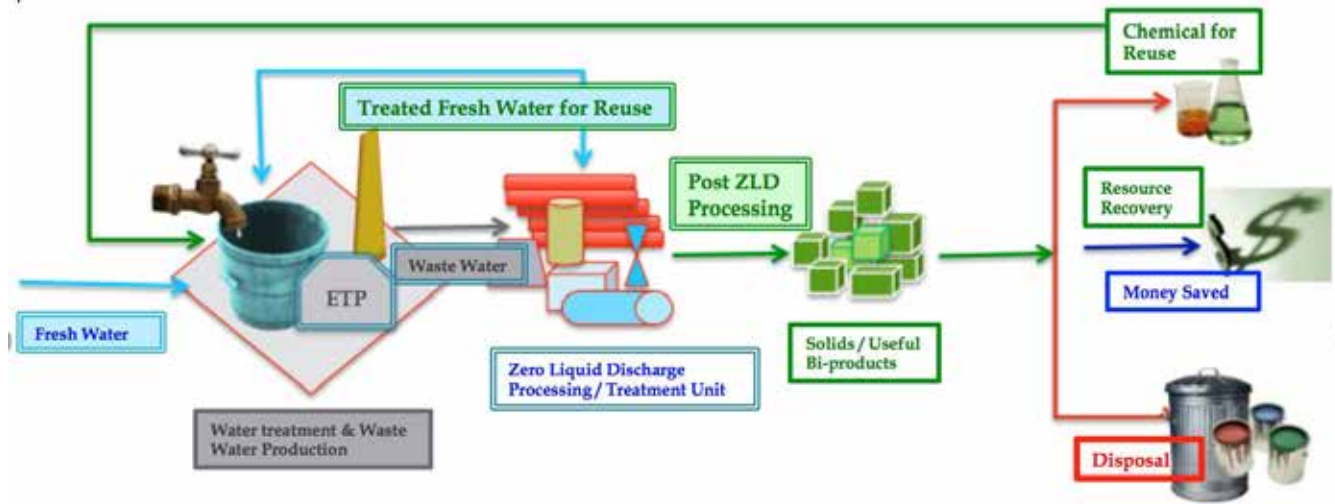 Chemical for
Reuse
Treated Fresh Water for Reuse
Post ZLD
Processing
Resource
Recovery
Waste Water
ETP
Money Saved
Fresh Water
Solids / Useful
Bi-products
Zero Liquid Discharge
Processing / Treatment Unit
Water treatment & Waste
Water Production
Disposal